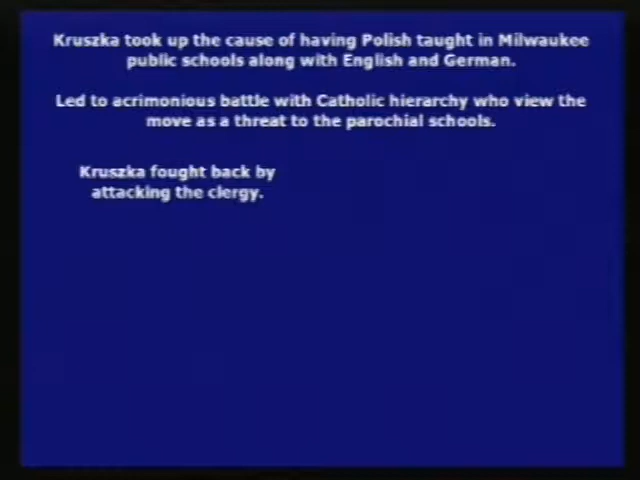 Kruszka took up the cause of having Polish taught in Milwaukee
public schools along with English and German.
Led to acrimonious battle with Catholic hierarchy who view the
move as a threat to the parochial schools.
Kruszka fought back by
attacking the clergy.